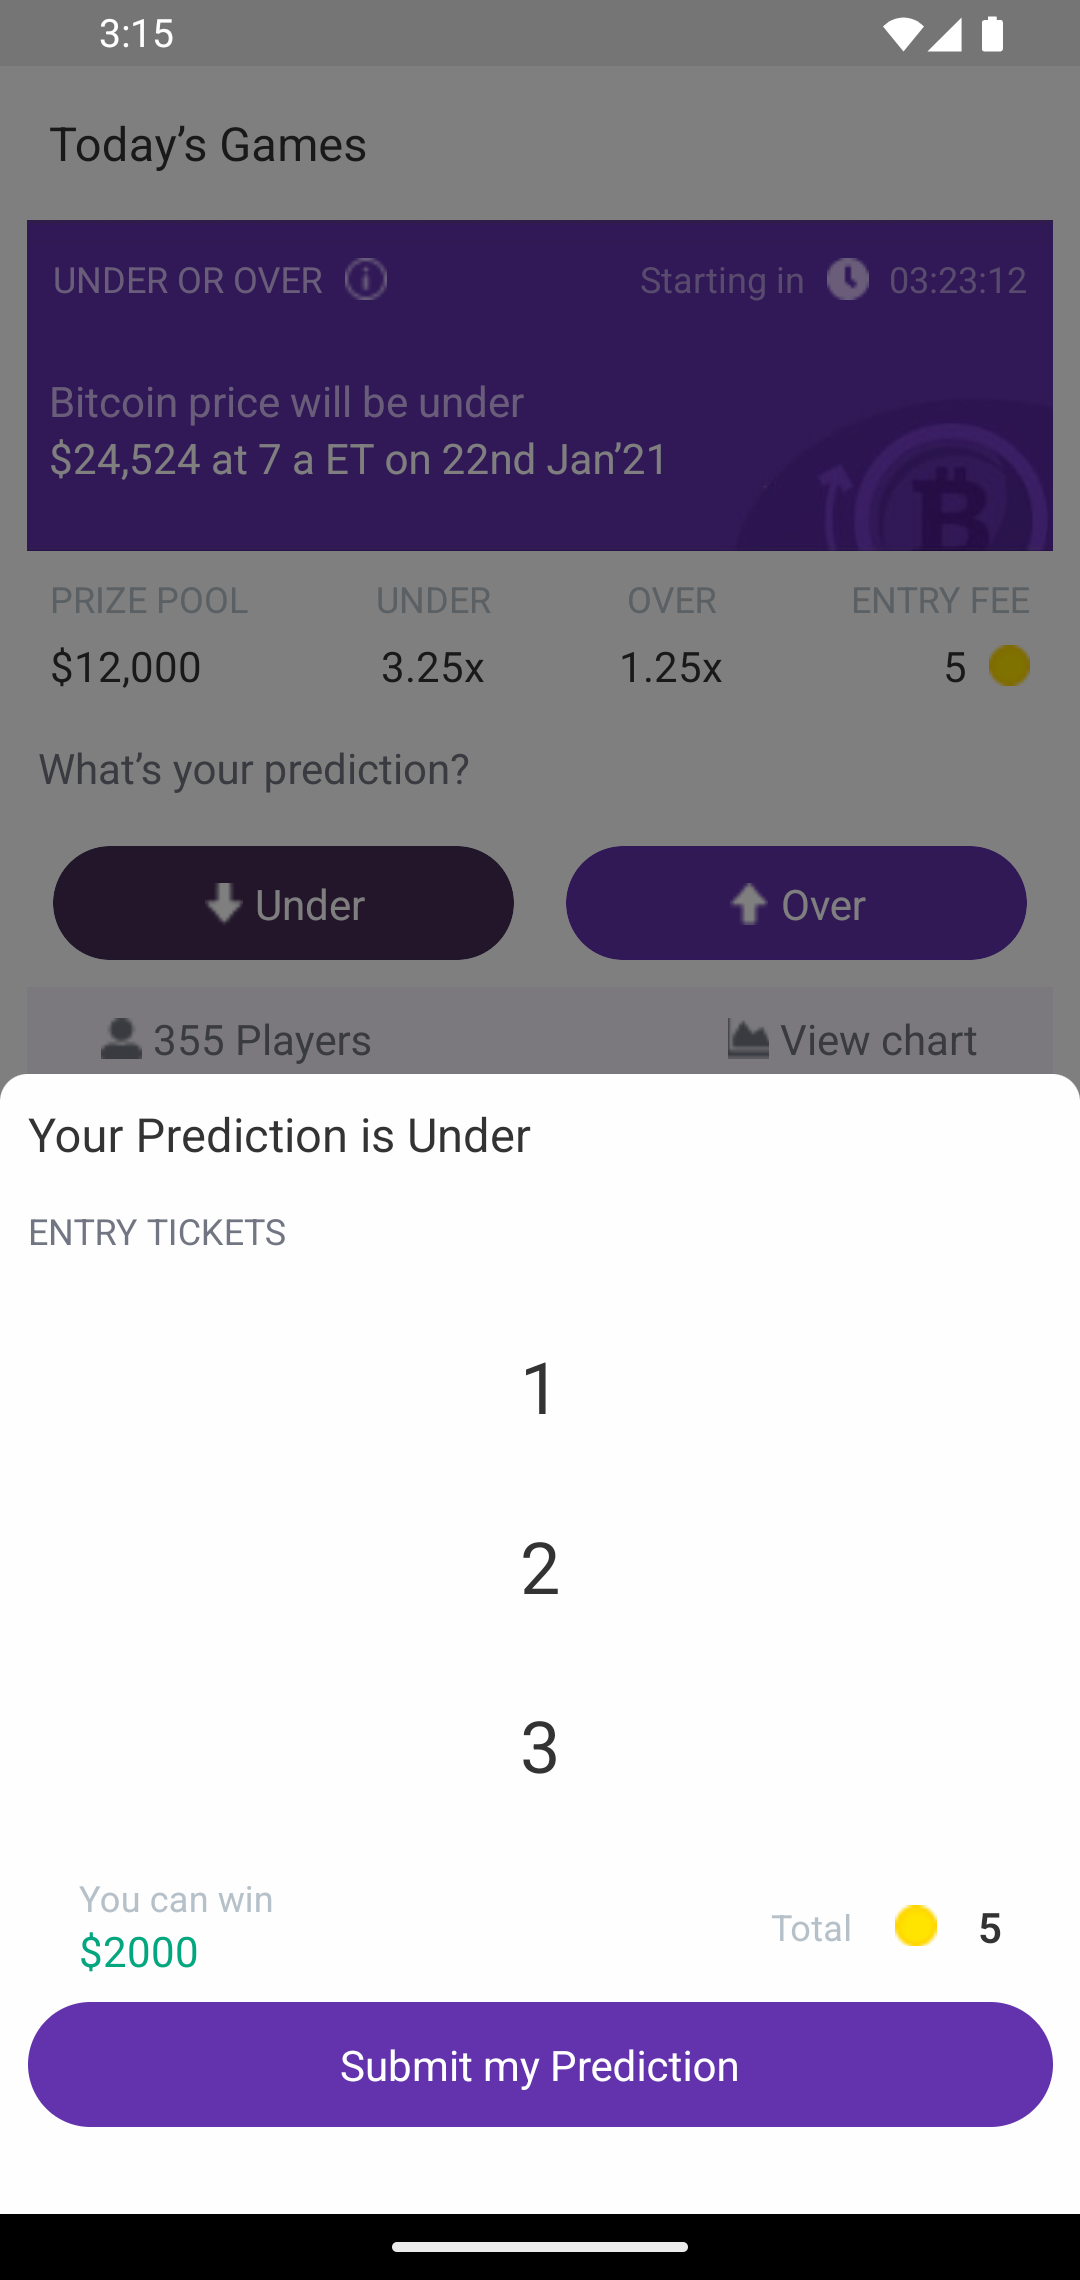 3:15
Today’s Games
UNDER OR OVER
Starting in 03:23:12
Bitcoin price will be under
$24,524 at 7 a ET on 22nd Jan’21
PRIZE POOL UNDER OVER ENTRY FEE
$12,000 3.25x 1.25x 5
What’s your prediction?
Under Over
355 Players View chart
Your Prediction is Under
ENTRY TICKETS
1
2
3
You can win
$2000
Total 5
Submit my Prediction